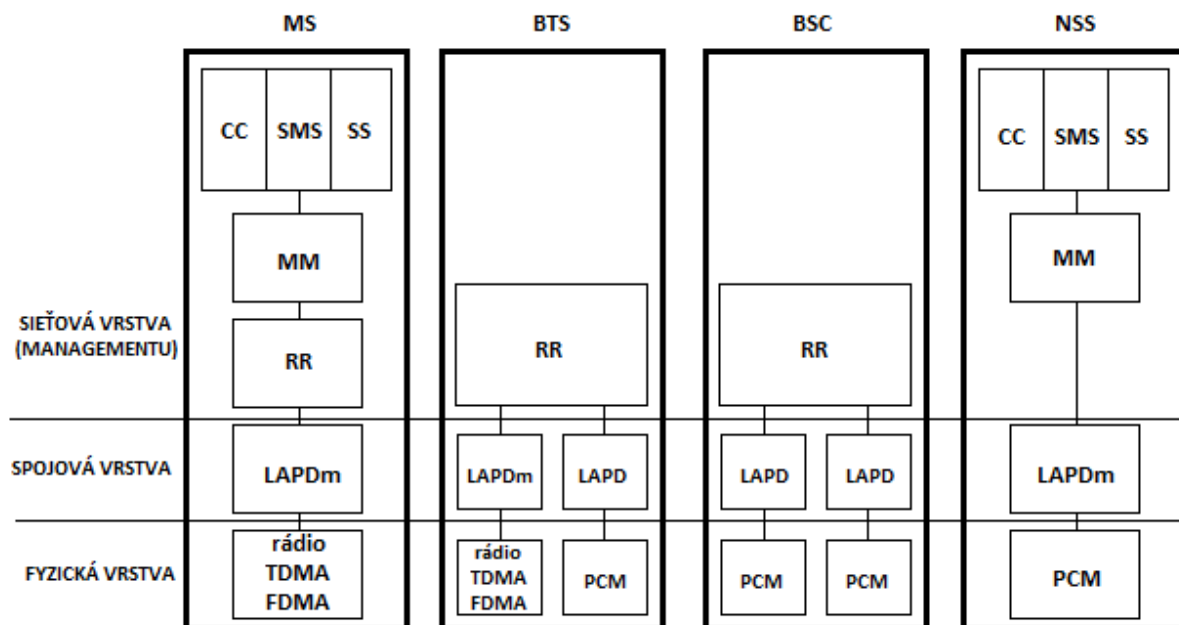 MS BTS BSC NSS
CC SMS SS CC SMS SS
MM MM
SIEŤOVÁ VRSTVA
(MANAGEMENTU)
RR RR RR
SPOJOVÁ VRSTVA LAPDm LAPDm LAPD LAPD LAPD LAPDm
FYZICKÁ VRSTVA
rádio
TDMA
FDMA
rádio
TDMA
FDMA
PCM PCM PCM PCM